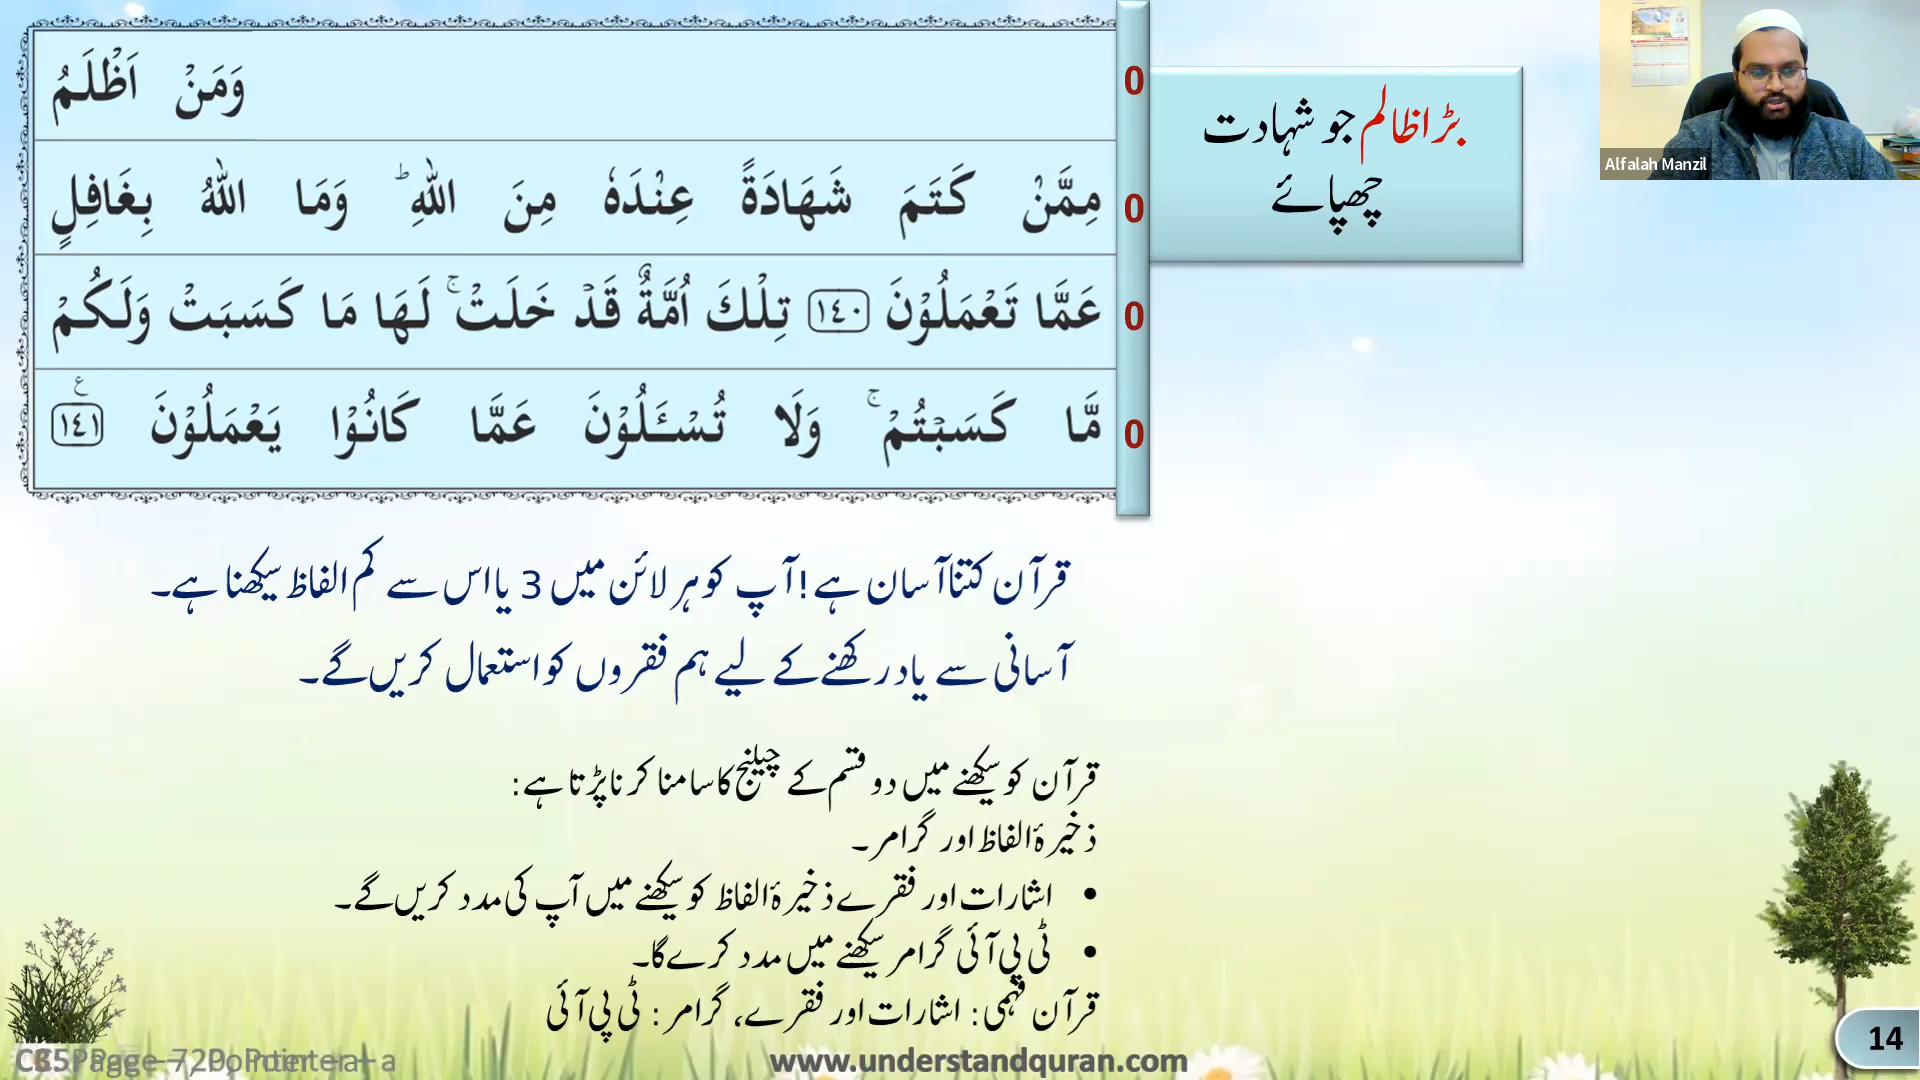 وَمَنْ اَظْلَمُ
مِمَّنْ كَتَمَ شَهَادَةً عِنْدَهٗ مِنَ اللّٰهِ ؕ وَمَا اللّٰهُ بِغَافِلٍ
عَمَّا تَعْمَلُوْنَ ١٤٠ تِلْكَ اُمَّةٌ قَدْ خَلَتْ ۚ لَهَا مَا كَسَبَتْ وَلَكُمْ
مَّا كَسَبْتُمْ ۚ وَلَا تُسْـَٔلُوْنَ عَمَّا كَانُوْا يَعْمَلُوْنَ ١٤١ ع
0
0
0
0
بڑا ظالم جو شہادت
چھپائے
Alfalah Manzil
قرآن کتنا آسان ہے! آپ کو ہر لائن میں 3 یا اس سے کم الفاظ سیکھنا ہے۔
آسانی سے یاد رکھنے کے لیے ہم فقروں کو استعمال کریں گے۔
قرآن کو سیکھنے میں دو قسم کے چیلنج کا سامنا کرنا پڑتا ہے:
ذخیرۂ الفاظ اور گرامر۔
• اشارات اور فقرے ذخیرۂ الفاظ کو سیکھنے میں آپ کی مدد کریں گے۔
• ٹی پی آئی گرامر سیکھنے میں مدد کرے گا۔
قرآن فہمی: اشارات اور فقرے، گرامر: ٹی پی آئی
www.understandquran.com
14